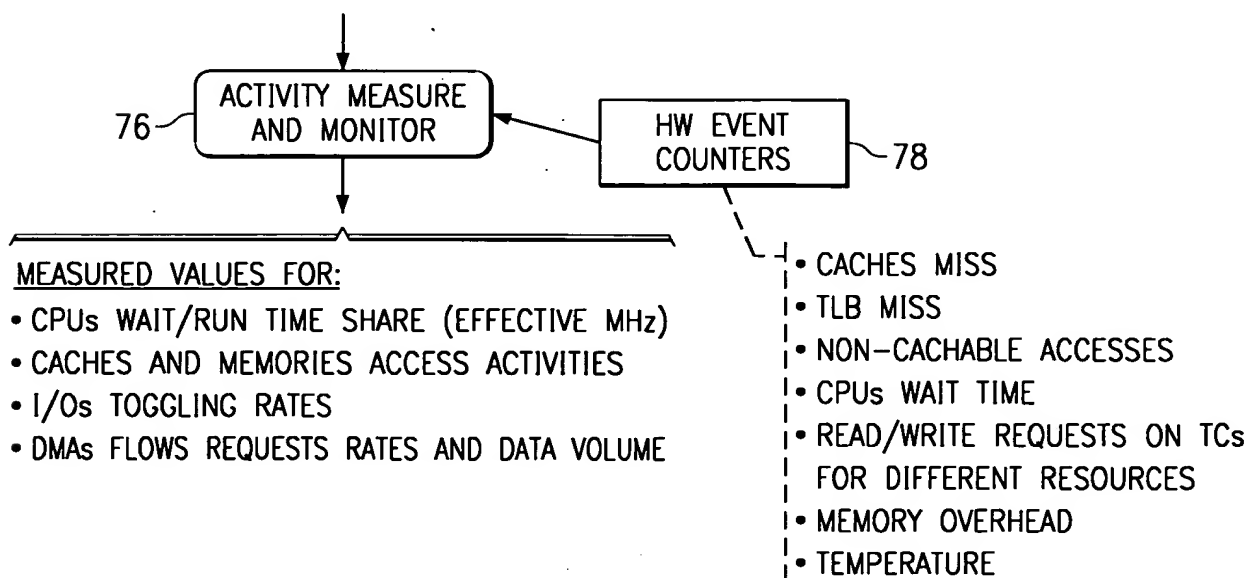 ACTIVITY MEASURE
AND MONITOR
76
HW EVENT
COUNTERS
78
MEASURED VALUES FOR:
• CPUs WAIT/RUN TIME SHARE (EFFECTIVE MHz)
• CACHES AND MEMORIES ACCESS ACTIVITIES
• I/Os TOGGLING RATES
• DMAs FLOWS REQUESTS RATES AND DATA VOLUME
• CACHES MISS
• TLB MISS
• NON-CACHABLE ACCESSES
• CPUs WAIT TIME
• READ/WRITE REQUESTS ON TCs
FOR DIFFERENT RESOURCES
• MEMORY OVERHEAD
• TEMPERATURE